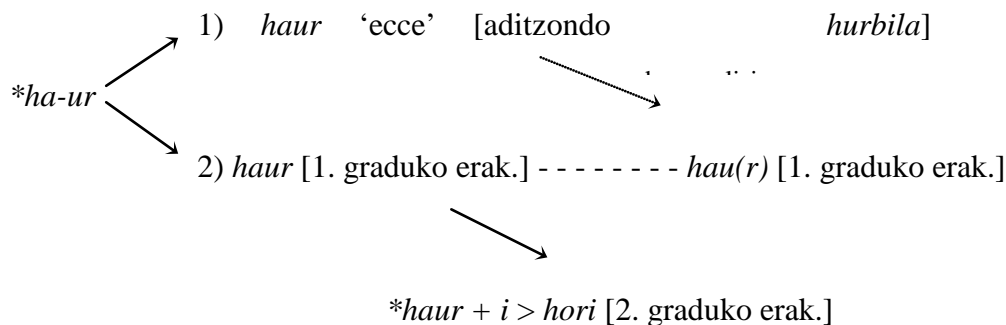 1) haur ‘ecce’ [aditzondo hurbila]
*ha-ur
2) haur [1. graduko erak.] - - - - - - - - hau(r) [1. graduko erak.]
*haur + i > hori [2. graduko erak.]